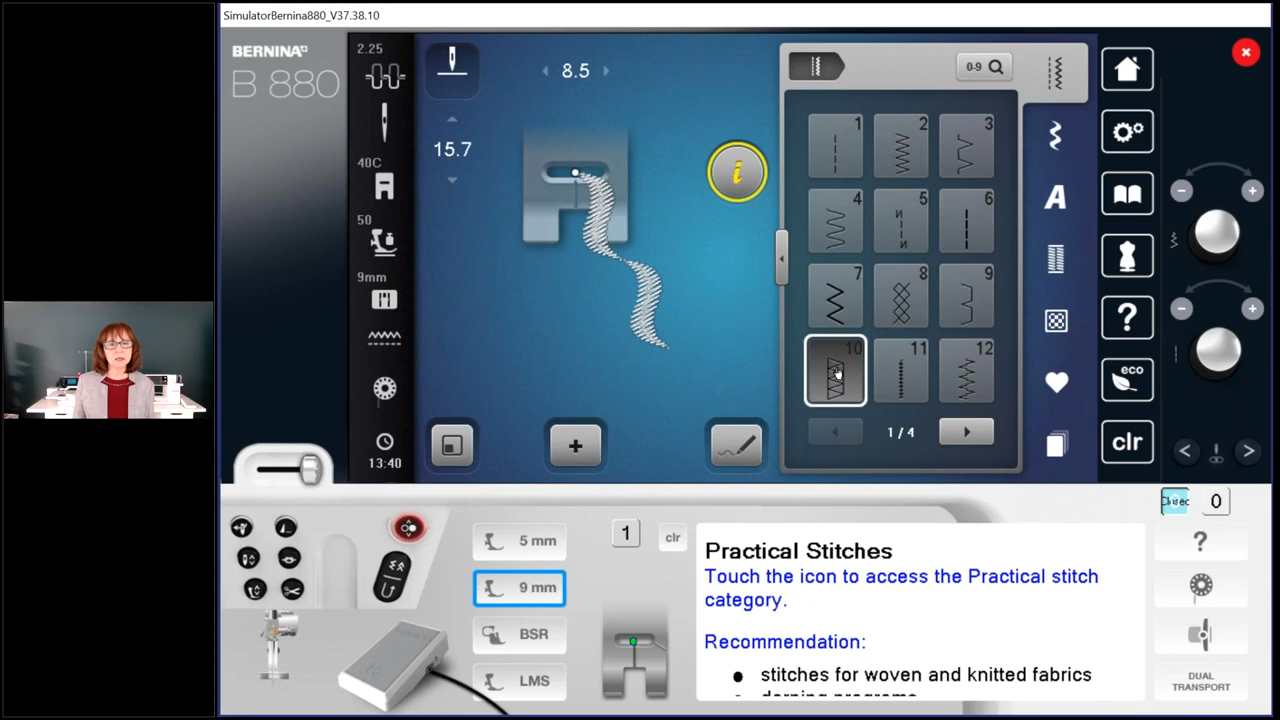 SimulatorBernina880_V37.38.10
BERNINA
B 880
2.25
40C
50
9mm
13:40
8.5
15.7
i
0-9
1
2
3
4
5
6
7
8
9
10
11
12
1 / 4
A
?
eco
clr
5 mm
9 mm
BSR
LMS
1
clr
Practical Stitches
Touch the icon to access the Practical stitch
category.
Recommendation:
• stitches for woven and knitted fabrics
0
?
DUAL
TRANSPORT